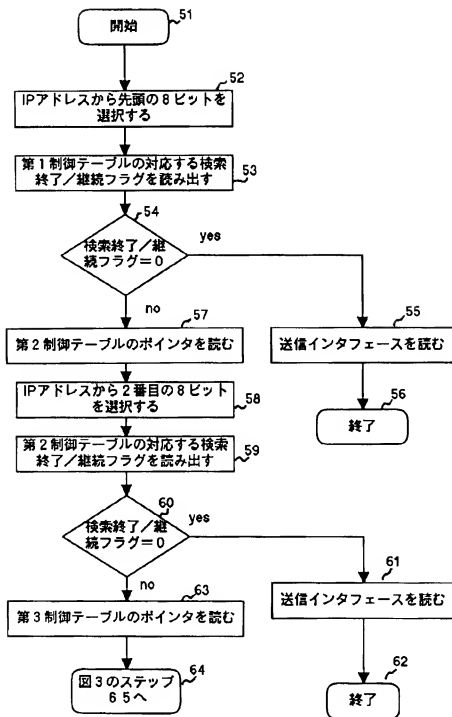 開始
51
52
IPアドレスから先頭の8ビットを
選択する
第1制御テーブルの対応する検索
終了/継続フラグを読み出す
53
54
検索終了/継
続フラグ=0
yes
no
57
第2制御テーブルのポインタを読む
55
送信インタフェースを読む
IPアドレスから2番目の8ビット
を選択する
58
56
終了
第2制御テーブルの対応する検索
終了/継続フラグを読み出す
59
60
検索終了/継
続フラグ=0
yes
no
63
第3制御テーブルのポインタを読む
61
送信インタフェースを読む
図3のステップ
65へ
64
62
終了